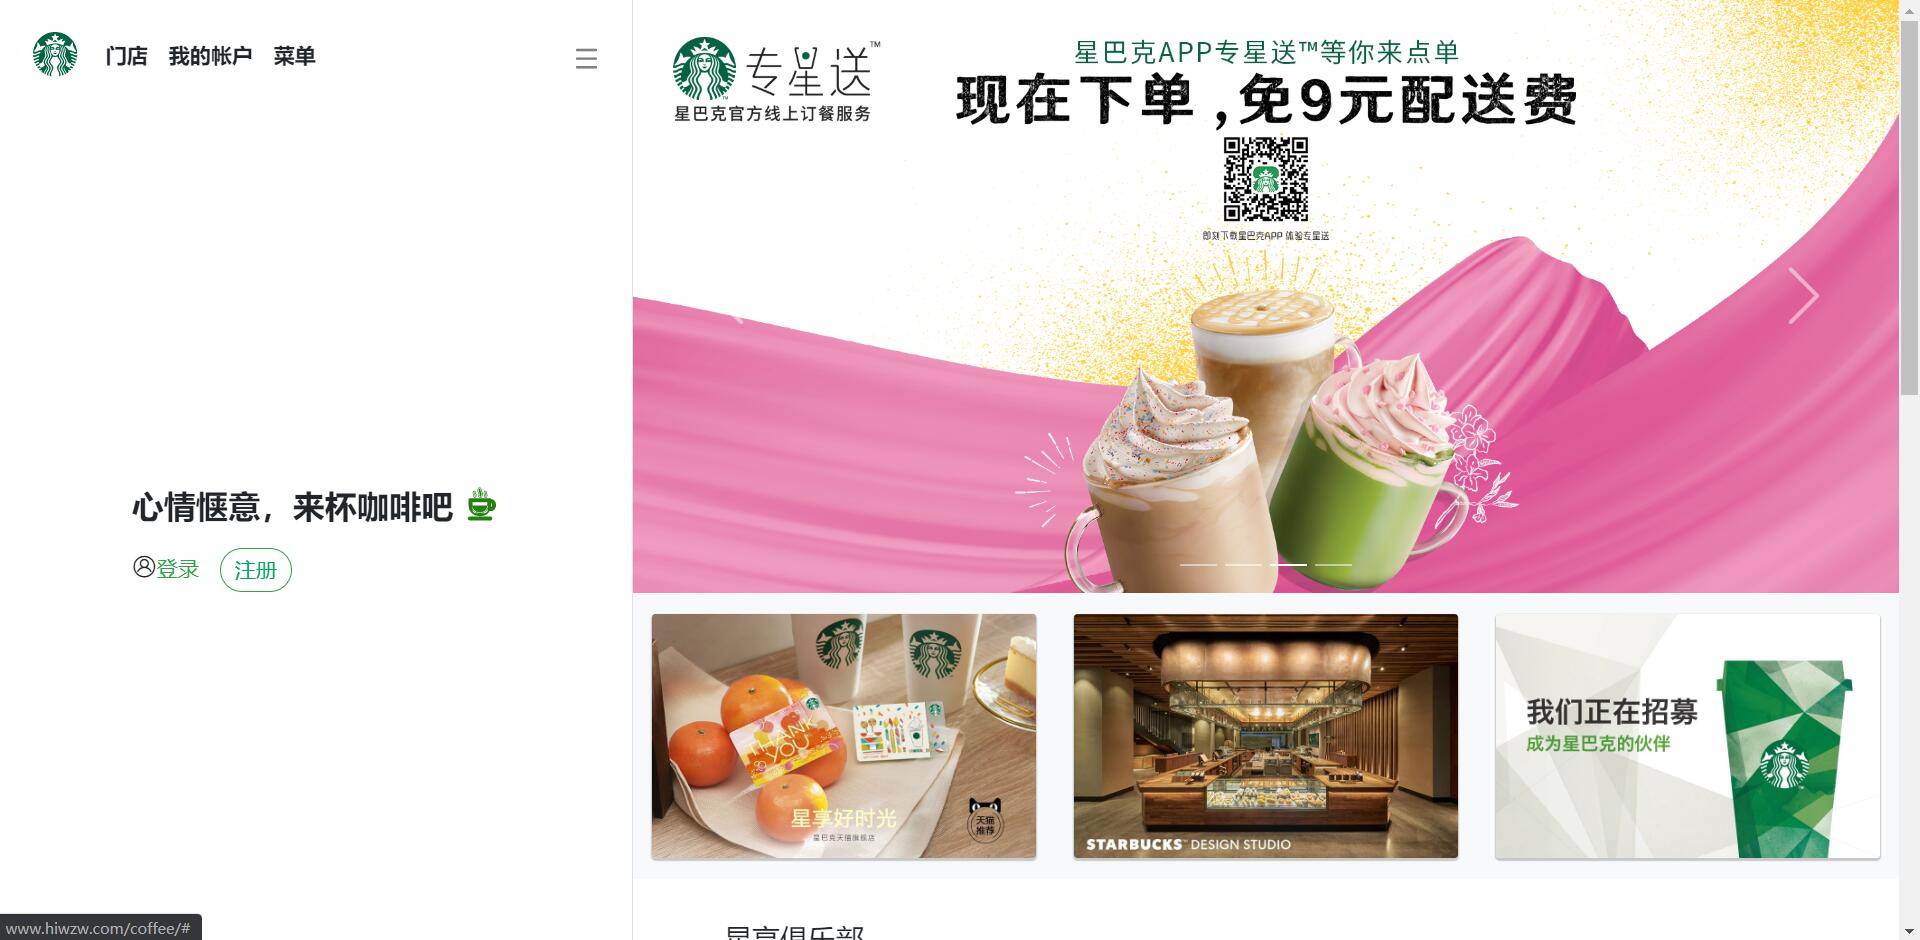 门店 我的帐户 菜单
心情惬意，来杯咖啡吧
登录 注册
专星送™
星巴克官方线上订餐服务
星巴克APP专星送™等你来点单
现在下单，免9元配送费
即刻下载星巴克APP 体验专星送
THANK
YOU
星享好时光
星巴克天猫旗舰店
天猫
推荐
STARBUCKS™ DESIGN STUDIO
我们正在招募
成为星巴克的伙伴
星享俱乐部
www.hiwzw.com/coffee/#